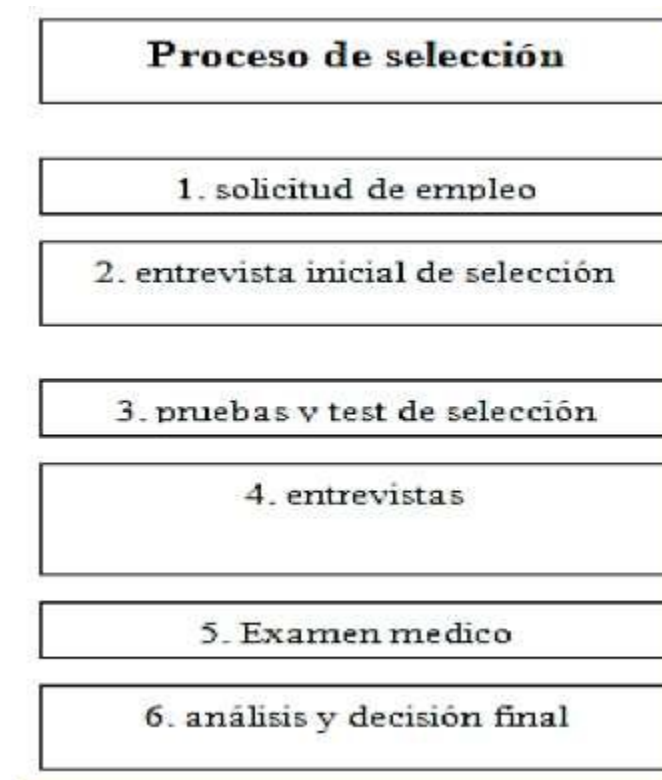 Proceso de selección
1. solicitud de empleo
2. entrevista inicial de selección
3. pruebas y test de selección
4. entrevistas
5. Examen medico
6. análisis y decisión final